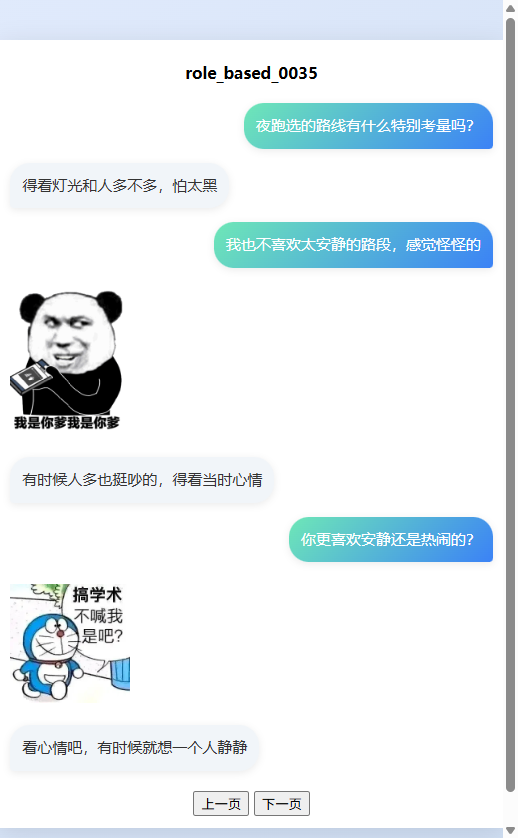 role_based_0035
夜跑选的路线有什么特别考量吗？
得看灯光和人多不多，怕太黑
我也不喜欢太安静的路段，感觉怪怪的
我是你爹我是你爹
有时候人多也挺吵的，得看当时心情
你更喜欢安静还是热闹的？
搞学术
不喊我
是吧?
看心情吧，有时候就想一个人静静
上一页 下一页